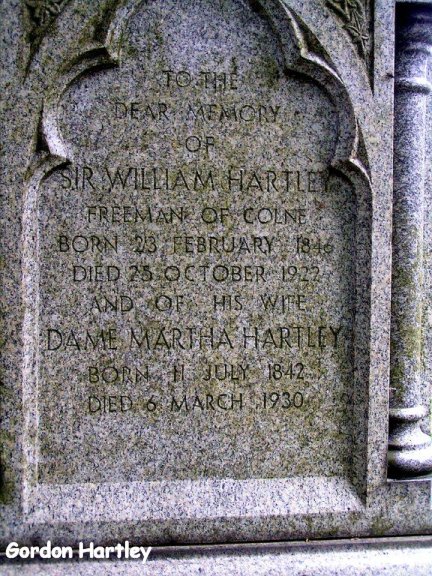 TO THE
DEAR MEMORY
OF
SIR WILLIAM HARTLEY
FREEMAN OF COLNE
BORN 23 FEBRUARY 1846
DIED 25 OCTOBER 1922
AND OF HIS WIFE
DAME MARTHA HARTLEY
BORN 11 JULY 1842
DIED 6 MARCH 1930
Gordon Hartley